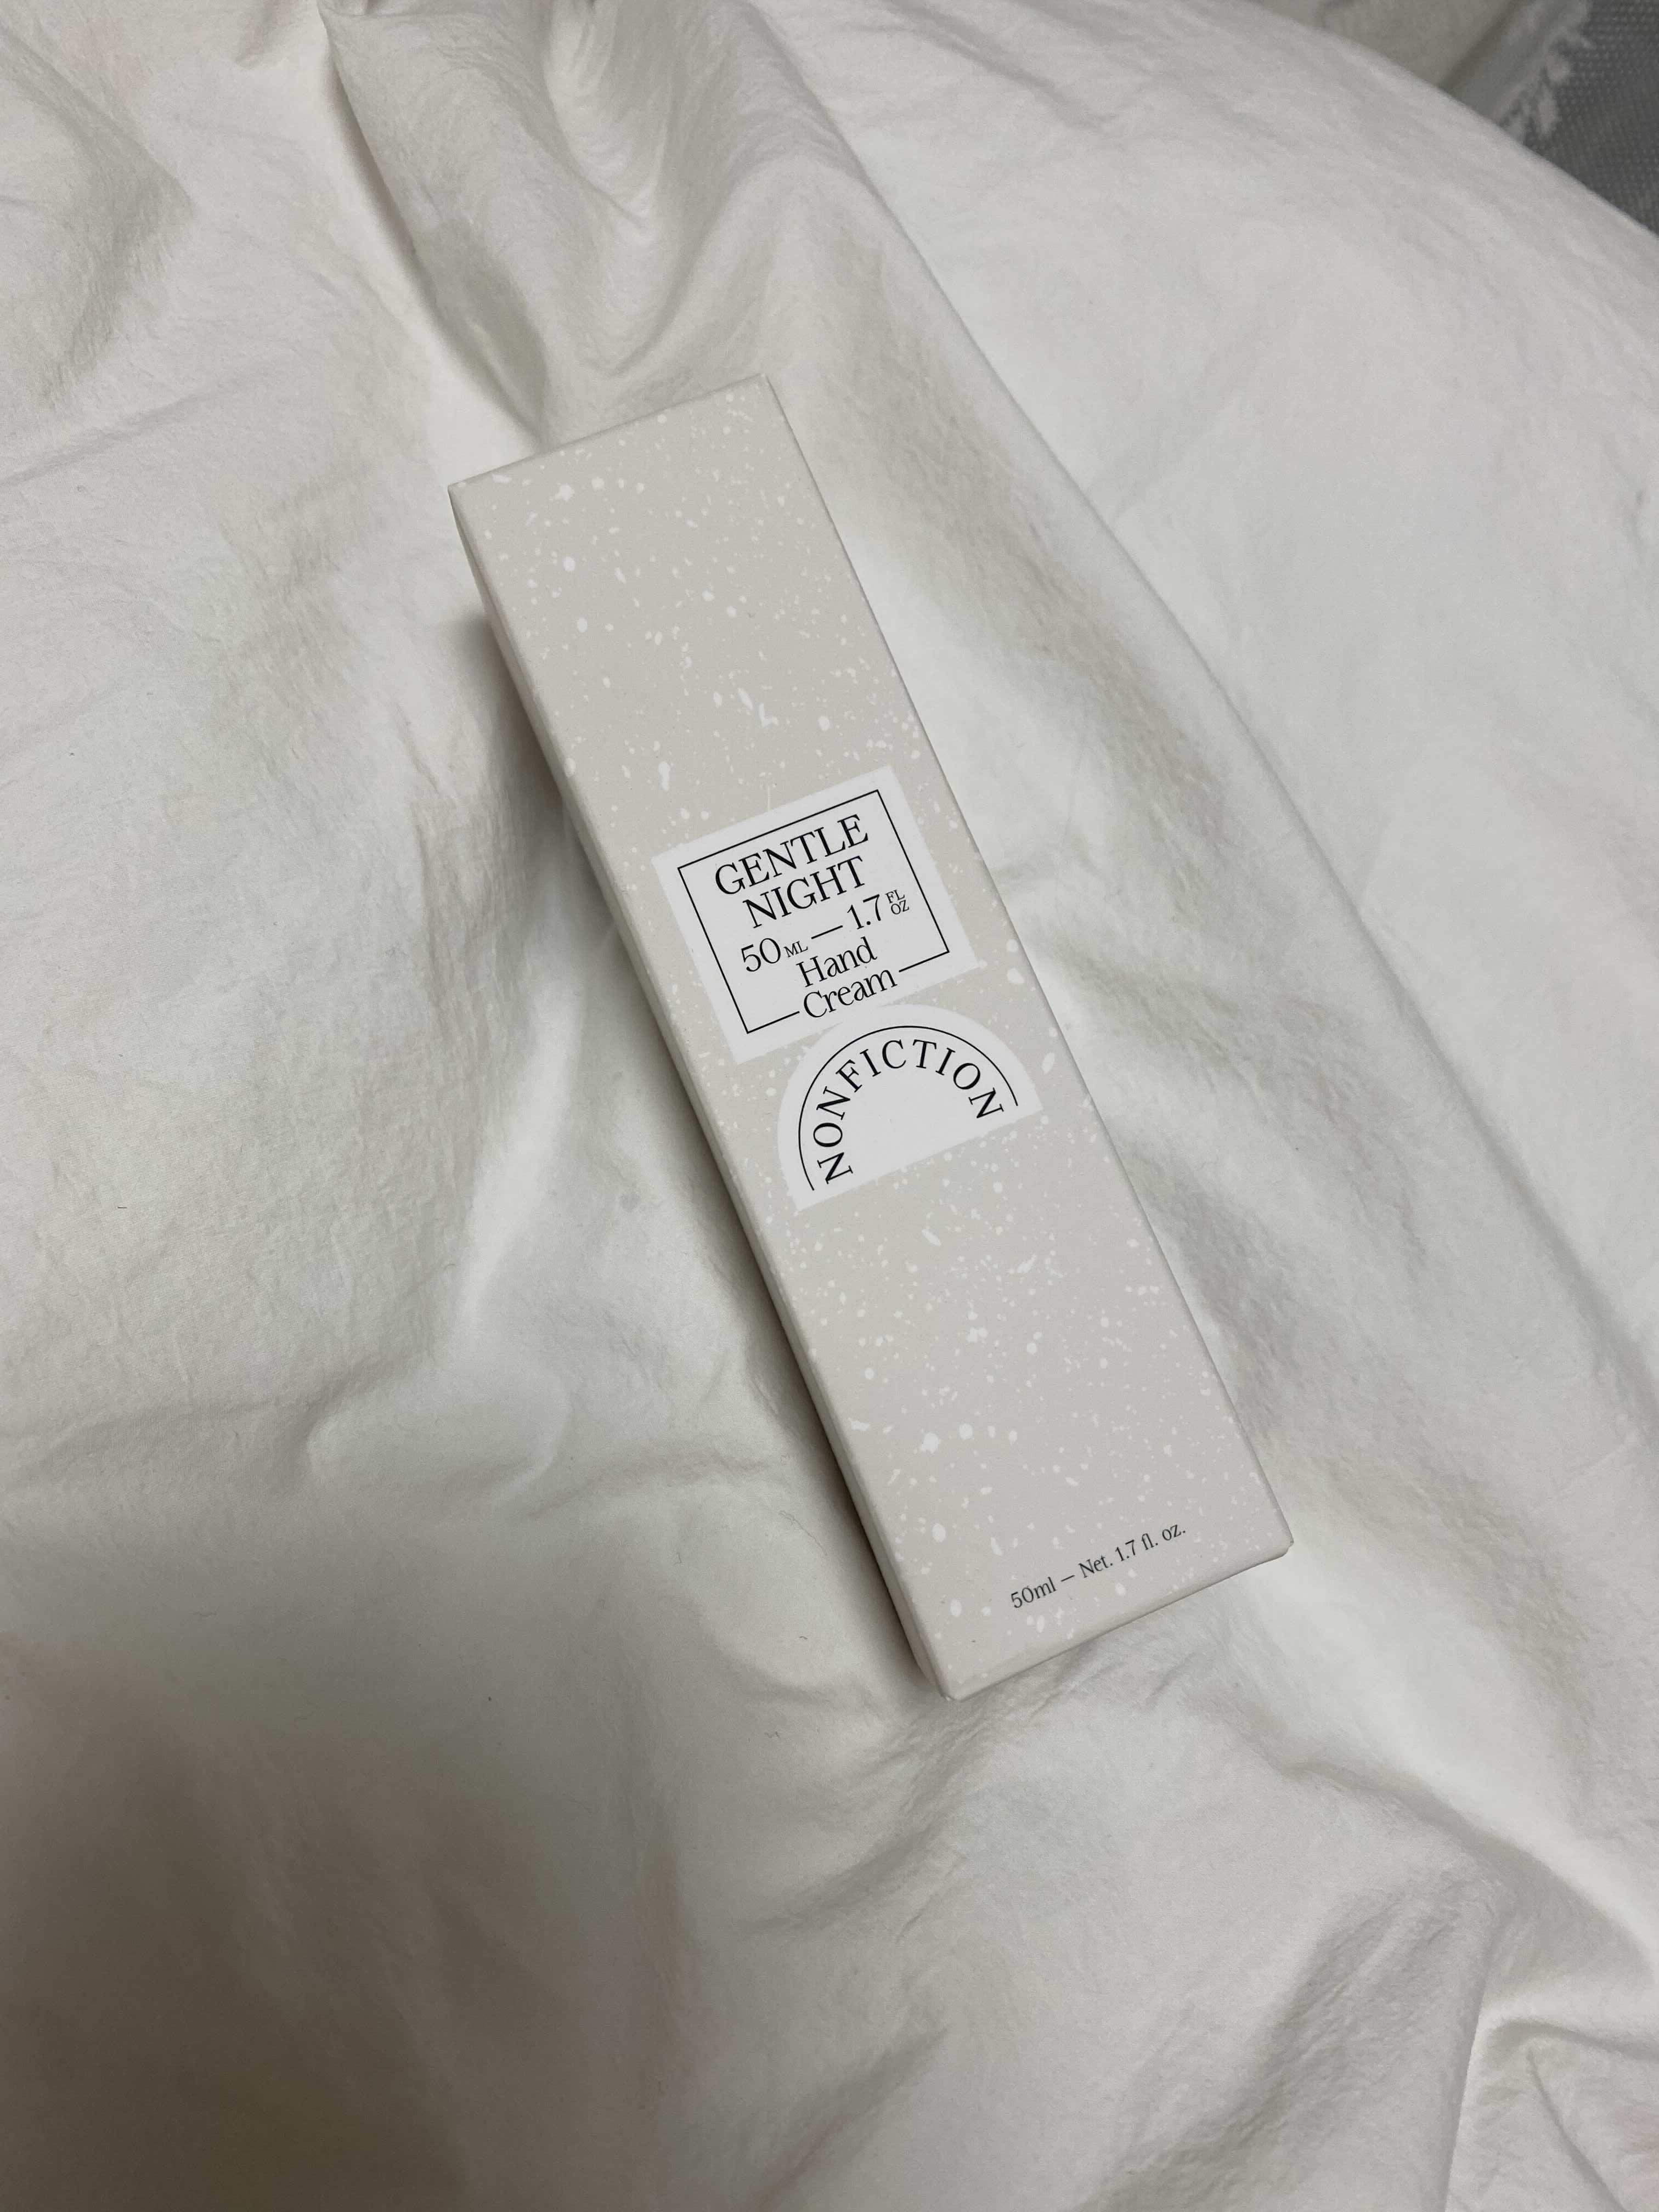 GENTLE
NIGHT
50 ML — 1.7 FL OZ
Hand
Cream
NONFICTION
50ml — Net. 1.7 fl. oz.